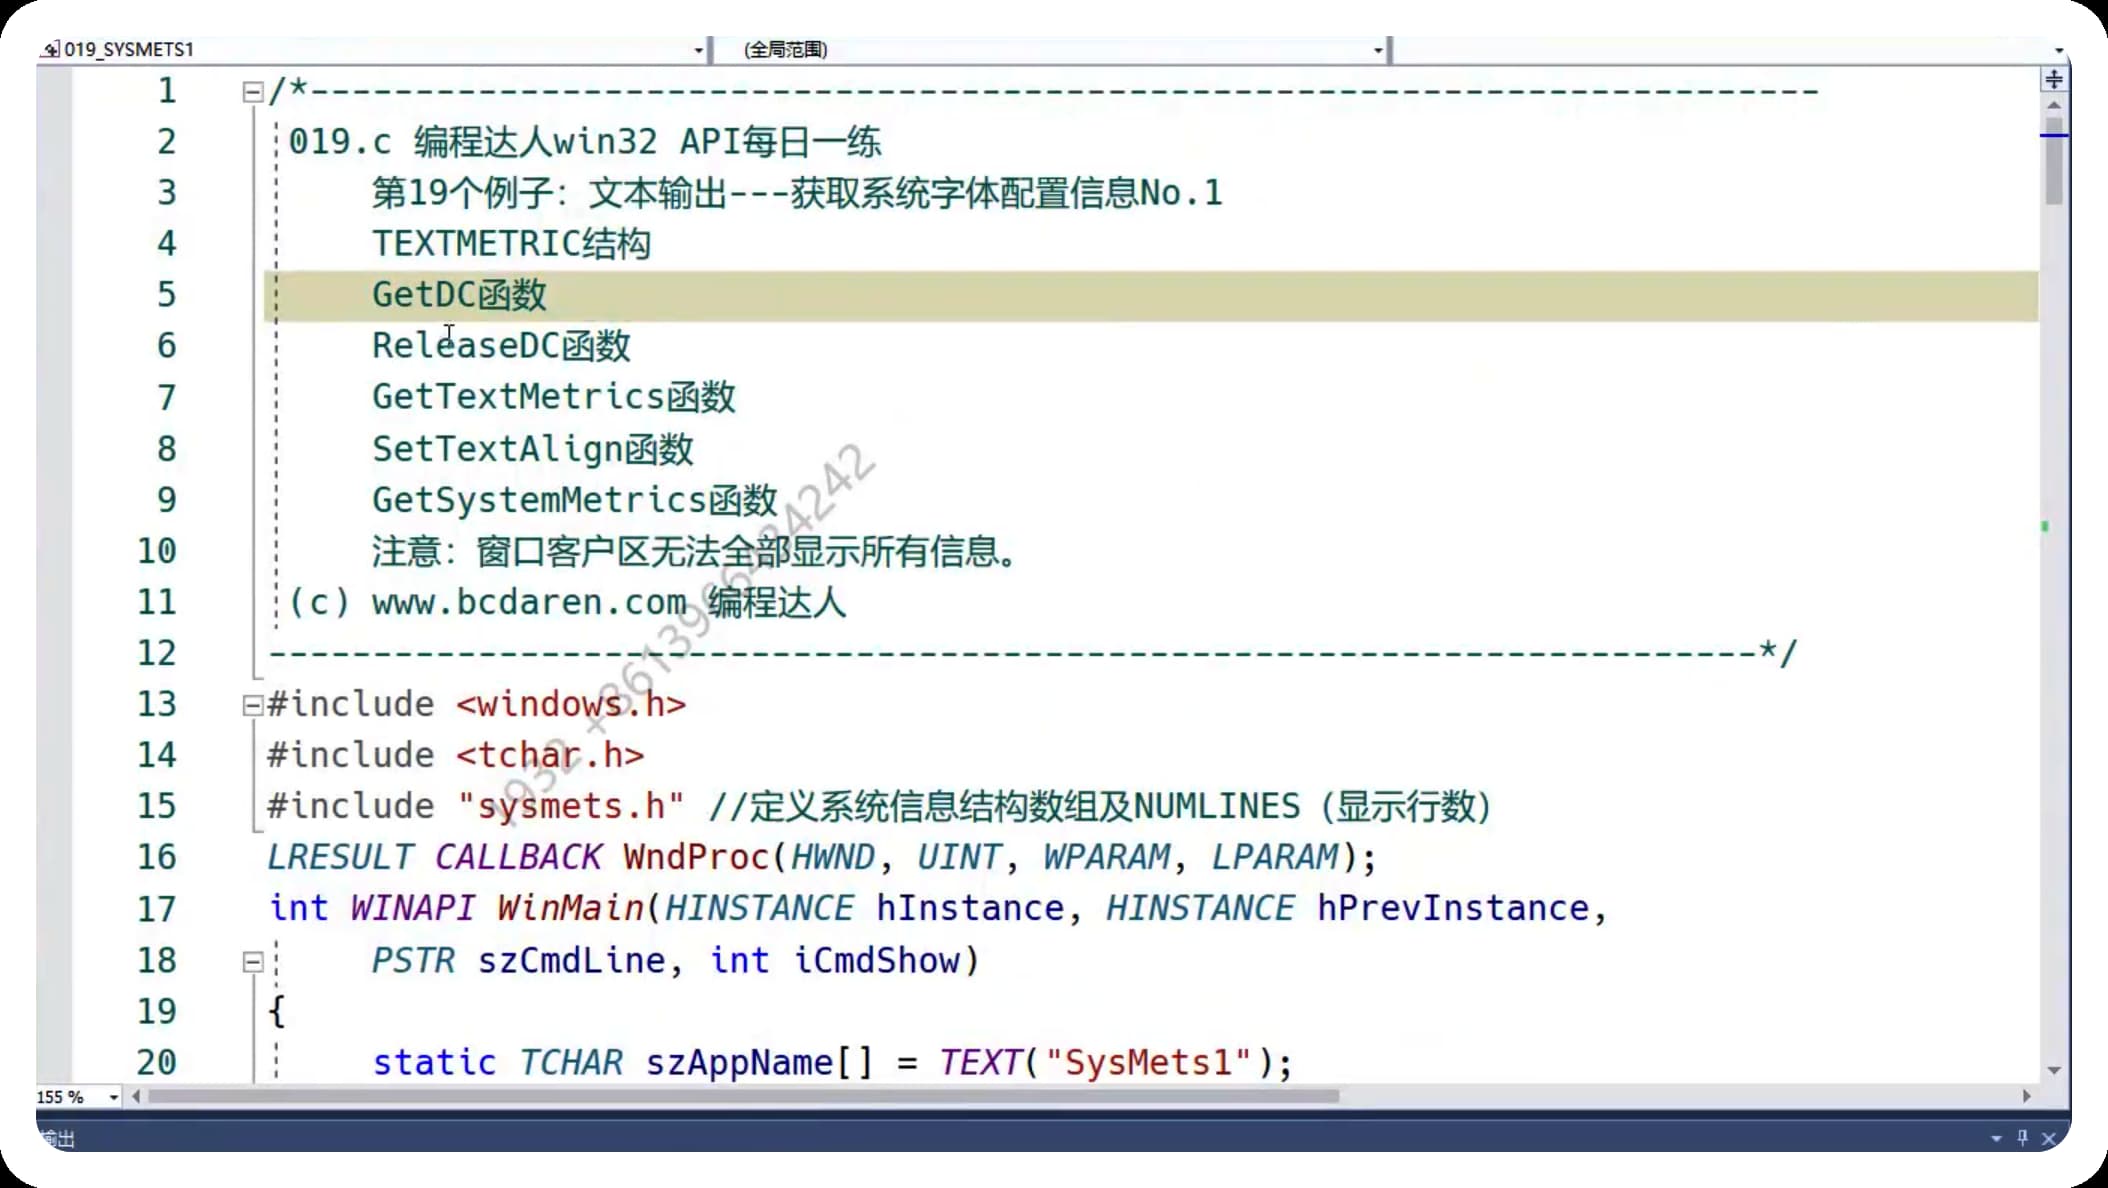 019_SYSMETS1
(全局范围)
1 /*------------------------------------------------------------------------
2 019.c 编程达人win32 API每日一练
3 第19个例子：文本输出---获取系统字体配置信息No.1
4 TEXTMETRIC结构
5 GetDC函数
6 ReleaseDC函数
7 GetTextMetrics函数
8 SetTextAlign函数
9 GetSystemMetrics函数
10 注意：窗口客户区无法全部显示所有信息。
11 (c) www.bcdaren.com 编程达人
12 -----------------------------------------------------------------------*/
13 #include <windows.h>
14 #include <tchar.h>
15 #include "sysmets.h" //定义系统信息结构数组及NUMLINES（显示行数）
16 LRESULT CALLBACK WndProc(HWND, UINT, WPARAM, LPARAM);
17 int WINAPI WinMain(HINSTANCE hInstance, HINSTANCE hPrevInstance,
18 PSTR szCmdLine, int iCmdShow)
19 {
20 static TCHAR szAppName[] = TEXT("SysMets1");
155 %
输出